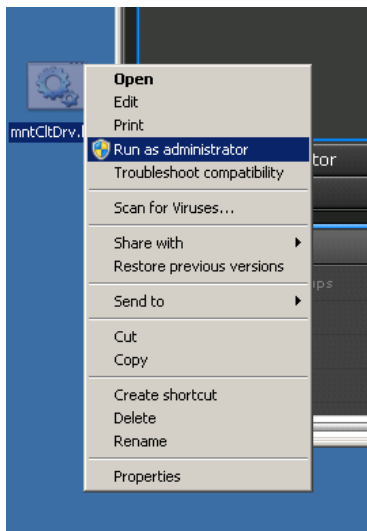 mntCltDrv.
Open
Edit
Print
Run as administrator
tor
Troubleshoot compatibility
Scan for Viruses...
Share with
ips
Restore previous versions
Send to
Cut
Copy
Create shortcut
Delete
Rename
Properties